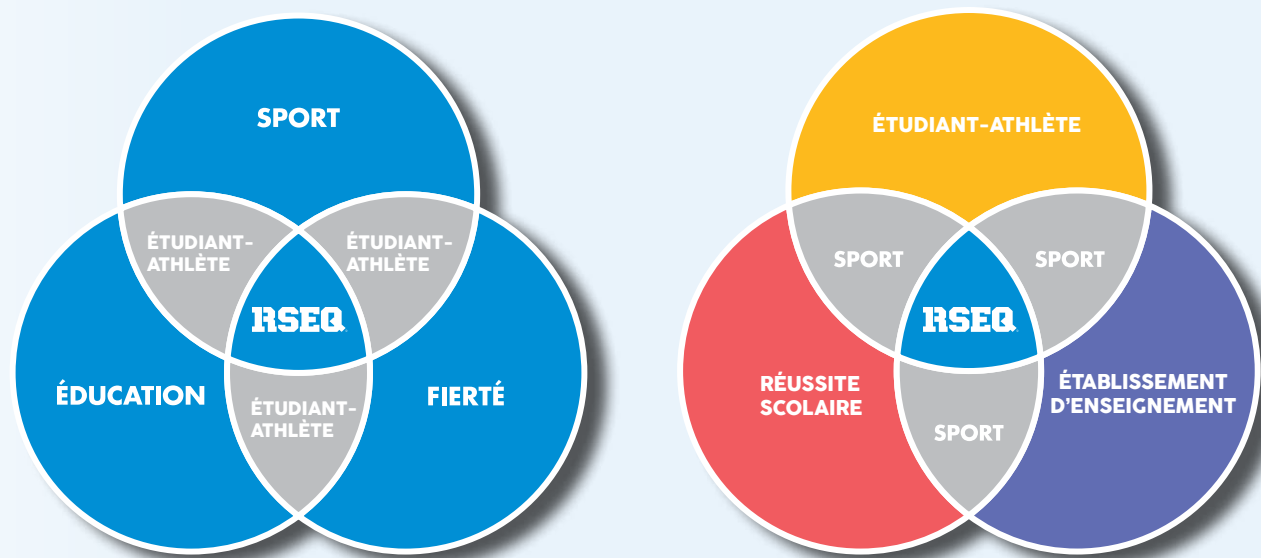 SPORT
ÉTUDIANT-
ATHLÈTE
ÉTUDIANT-
ATHLÈTE
RSEQ
ÉDUCATION
FIERTÉ
ÉTUDIANT-
ATHLÈTE
ÉTUDIANT-ATHLÈTE
SPORT
SPORT
RSEQ
RÉUSSITE
SCOLAIRE
ÉTABLISSEMENT
D'ENSEIGNEMENT
SPORT